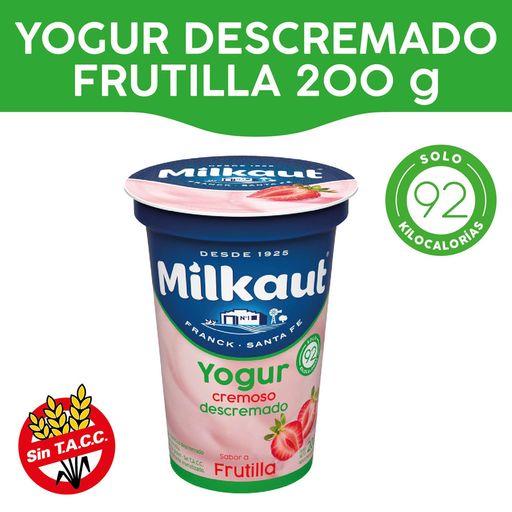 YOGUR DESCREMADO
FRUTILLA 200 g
SOLO
92
KILOCALORÍAS
DESDE 1925
Milkaut
FRANCK - SANTA FE
DESDE 1925
Milkaut
Nº1
FRANCK - SANTA FE
92
Yogur
cremoso
descremado
Sabor a
Frutilla
Sin T.A.C.C.